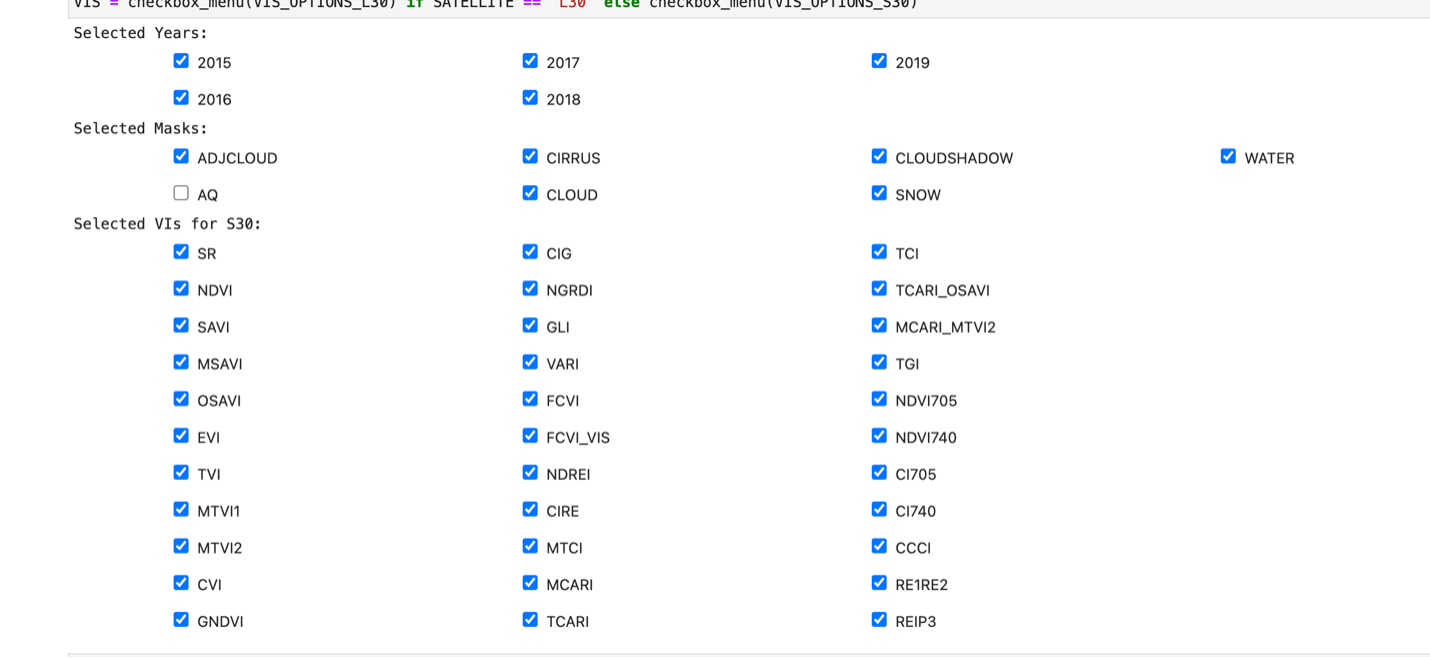 VIS = checkbox_menu(VIS_OPTIONS_L30) if SATELLITE == "L30" else checkbox_menu(VIS_OPTIONS_S30)
Selected Years:
2015 2017 2019
2016 2018
Selected Masks:
ADJCLOUD CIRRUS CLOUDSHADOW WATER
AQ CLOUD SNOW
Selected VIs for S30:
SR CIG TCI
NDVI NGRDI TCARI_OSAVI
SAVI GLI MCARI_MTVI2
MSAVI VARI TGI
OSAVI FCVI NDVI705
EVI FCVI_VIS NDVI740
TVI NDREI CI705
MTVI1 CIRE CI740
MTVI2 MTCI CCCI
CVI MCARI RE1RE2
GNDVI TCARI REIP3